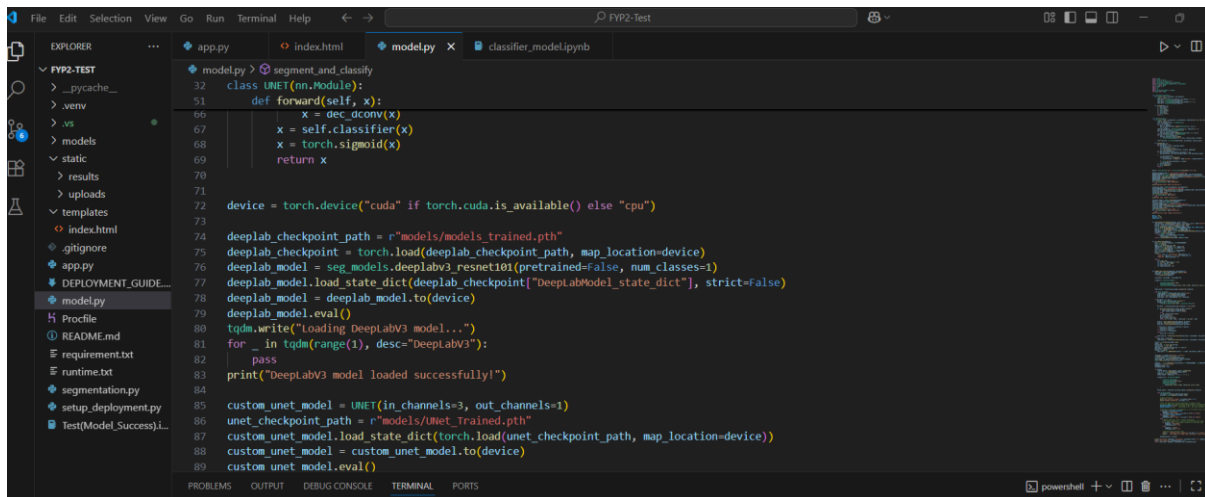 File Edit Selection View Go Run Terminal Help
FYP2-Test
EXPLORER
app.py
index.html
model.py
classifier_model.ipynb
FYP2-TEST
__pycache__
.venv
.vs
models
static
results
uploads
templates
index.html
.gitignore
app.py
DEPLOYMENT_GUIDE....
model.py
Procfile
README.md
requirement.txt
runtime.txt
segmentation.py
setup_deployment.py
Test(Model_Success).i...
6
model.py > segment_and_classify
32 class UNET(nn.Module):
51 def forward(self, x):
66 x = dec_dconv(x)
67 x = self.classifier(x)
68 x = torch.sigmoid(x)
69 return x
70
71
72 device = torch.device("cuda" if torch.cuda.is_available() else "cpu")
73
74 deeplab_checkpoint_path = r"models/models_trained.pth"
75 deeplab_checkpoint = torch.load(deeplab_checkpoint_path, map_location=device)
76 deeplab_model = seg_models.deeplabv3_resnet101(pretrained=False, num_classes=1)
77 deeplab_model.load_state_dict(deeplab_checkpoint["DeepLabModel_state_dict"], strict=False)
78 deeplab_model = deeplab_model.to(device)
79 deeplab_model.eval()
80 tqdm.write("Loading DeepLabV3 model...")
81 for _ in tqdm(range(1), desc="DeepLabV3"):
82 pass
83 print("DeepLabV3 model loaded successfully!")
84
85 custom_unet_model = UNET(in_channels=3, out_channels=1)
86 unet_checkpoint_path = r"models/UNet_Trained.pth"
87 custom_unet_model.load_state_dict(torch.load(unet_checkpoint_path, map_location=device))
88 custom_unet_model = custom_unet_model.to(device)
89 custom_unet_model.eval()
PROBLEMS OUTPUT DEBUG CONSOLE TERMINAL PORTS
powershell